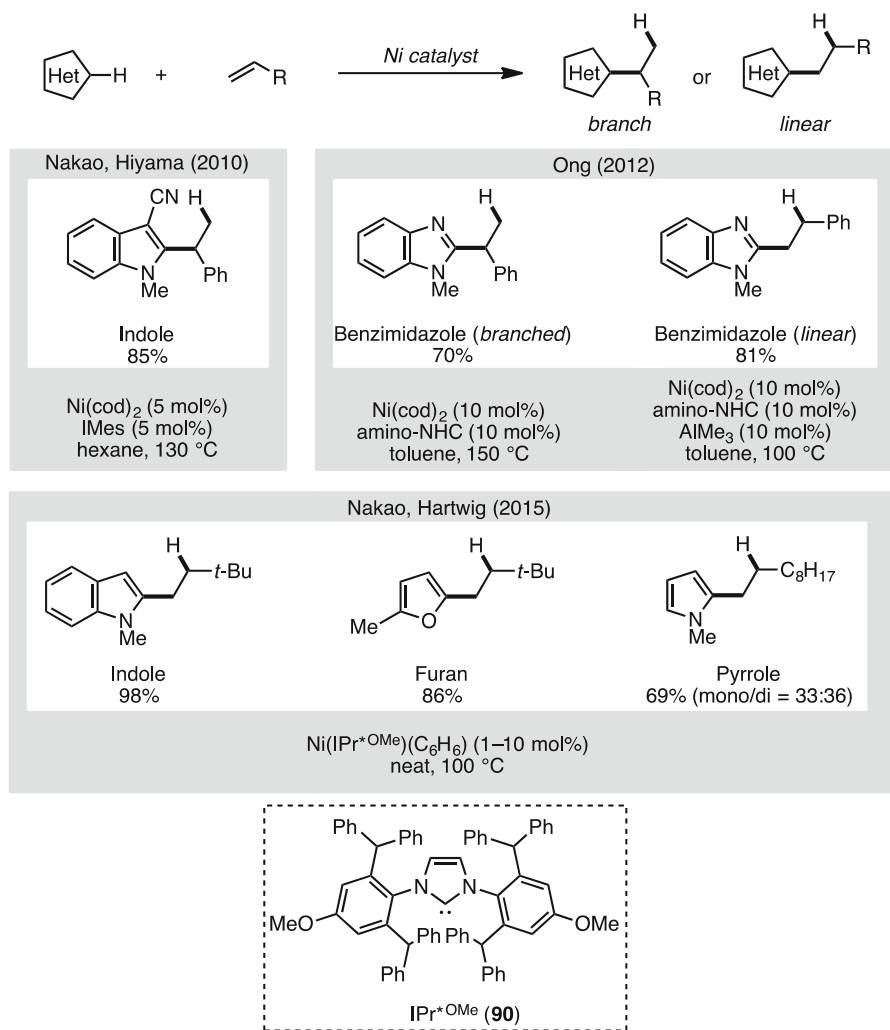 Het H + R Ni catalyst Het H R or Het H R
branch linear
Nakao, Hiyama (2010)
CN H
N Ph
Me
Indole
85%
Ni(cod)2 (5 mol%)
IMes (5 mol%)
hexane, 130 °C
Ong (2012)
H
N
N Ph
Me
Benzimidazole (branched)
70%
Ni(cod)2 (10 mol%)
amino-NHC (10 mol%)
toluene, 150 °C
H
N Ph
N
Me
Benzimidazole (linear)
81%
Ni(cod)2 (10 mol%)
amino-NHC (10 mol%)
AlMe3 (10 mol%)
toluene, 100 °C
Nakao, Hartwig (2015)
H
t-Bu
N
Me
Indole
98%
H
t-Bu
Me O
Furan
86%
H
C8H17
N
Me
Pyrrole
69% (mono/di = 33:36)
Ni(IPr*OMe)(C6H6) (1–10 mol%)
neat, 100 °C
Ph Ph
Ph Ph
N N
MeO OMe
Ph Ph
Ph Ph
IPr*OMe (90)